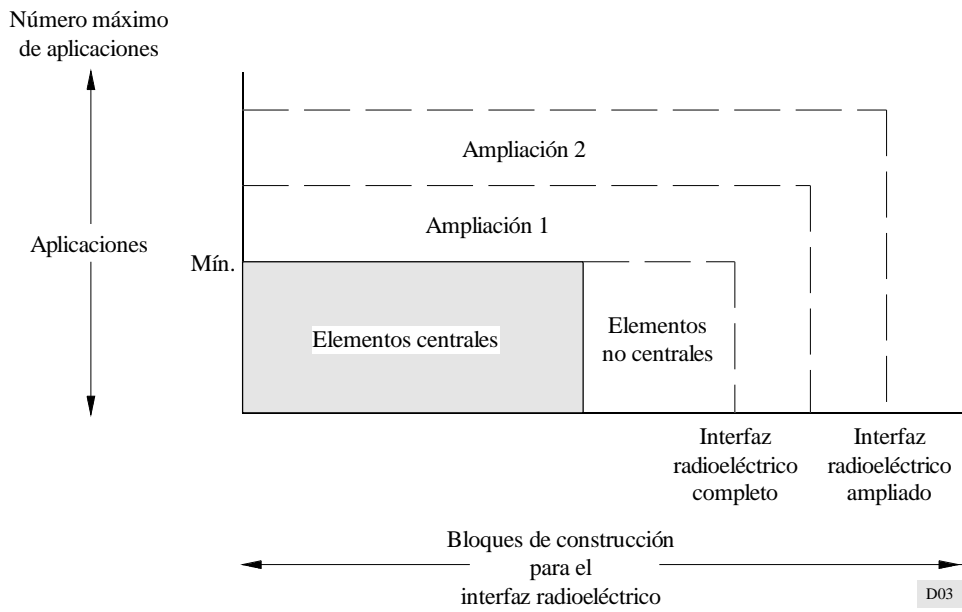 Número máximo
de aplicaciones
Ampliación 2
Ampliación 1
Aplicaciones
Mín.
Elementos centrales
Elementos
no centrales
Interfaz
radioeléctrico
completo
Interfaz
radioeléctrico
ampliado
Bloques de construcción
para el
interfaz radioeléctrico
D03